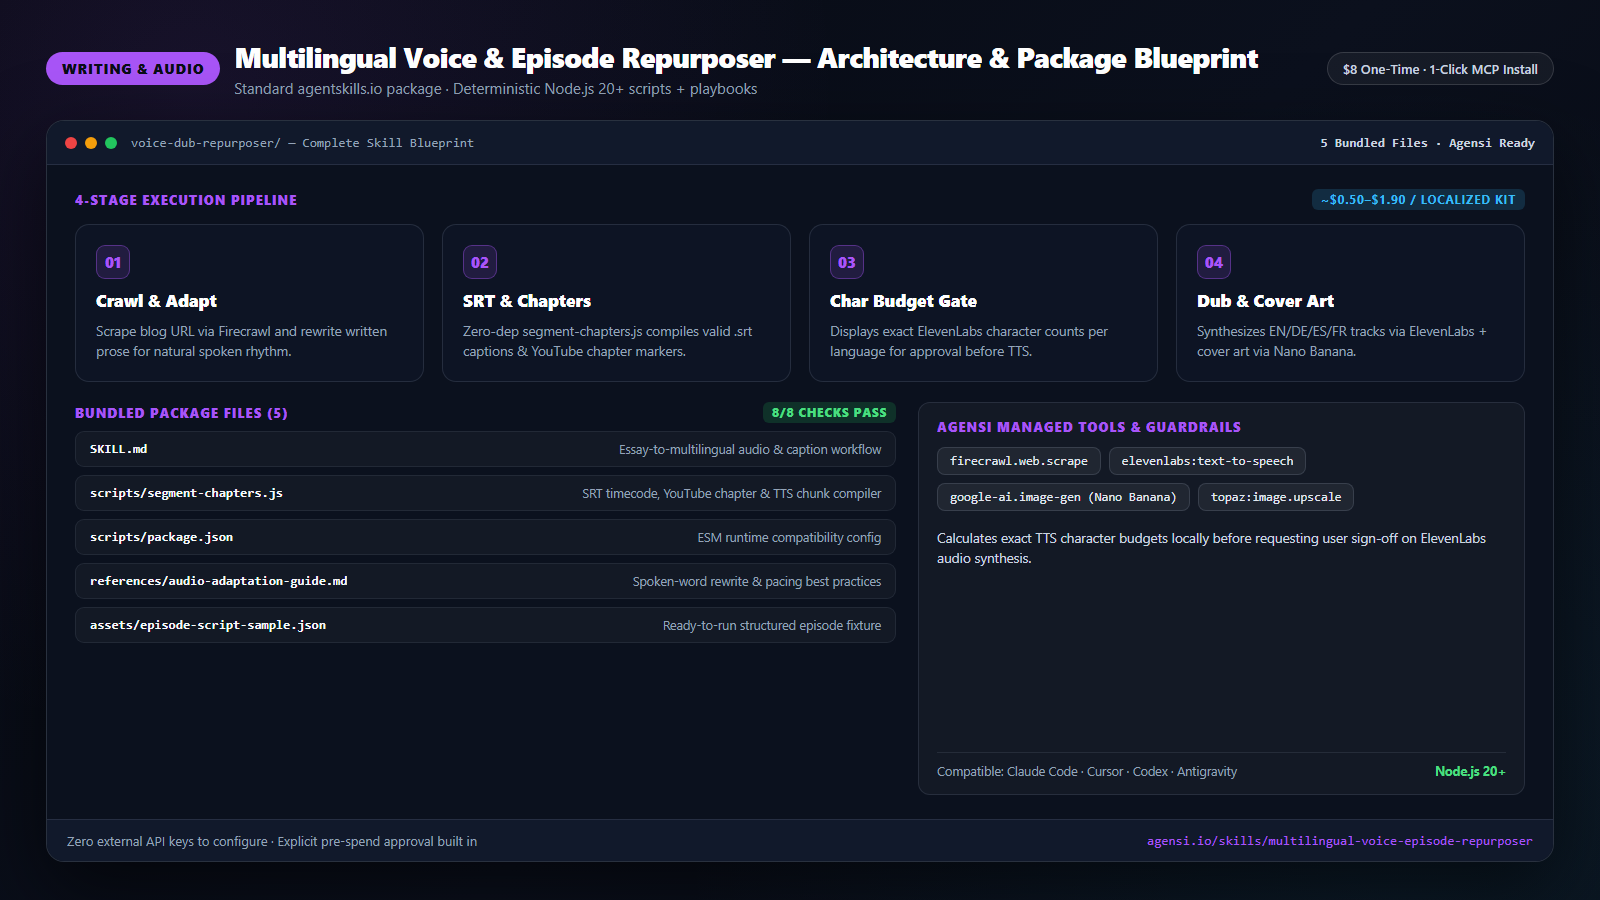 WRITING & AUDIO
Multilingual Voice & Episode Repurposer — Architecture & Package Blueprint
Standard agentskills.io package · Deterministic Node.js 20+ scripts + playbooks
$8 One-Time · 1-Click MCP Install
voice-dub-repurposer/ — Complete Skill Blueprint
5 Bundled Files · Agensi Ready
4-STAGE EXECUTION PIPELINE
~$0.50–$1.90 / LOCALIZED KIT
01
Crawl & Adapt
Scrape blog URL via Firecrawl and rewrite written
prose for natural spoken rhythm.
02
SRT & Chapters
Zero-dep segment-chapters.js compiles valid .srt
captions & YouTube chapter markers.
03
Char Budget Gate
Displays exact ElevenLabs character counts per
language for approval before TTS.
04
Dub & Cover Art
Synthesizes EN/DE/ES/FR tracks via ElevenLabs +
cover art via Nano Banana.
BUNDLED PACKAGE FILES (5)
8/8 CHECKS PASS
SKILL.md
Essay-to-multilingual audio & caption workflow
scripts/segment-chapters.js
SRT timecode, YouTube chapter & TTS chunk compiler
scripts/package.json
ESM runtime compatibility config
references/audio-adaptation-guide.md
Spoken-word rewrite & pacing best practices
assets/episode-script-sample.json
Ready-to-run structured episode fixture
AGENSI MANAGED TOOLS & GUARDRAILS
firecrawl.web.scrape
elevenlabs:text-to-speech
google-ai.image-gen (Nano Banana)
topaz:image.upscale
Calculates exact TTS character budgets locally before requesting user sign-off on ElevenLabs
audio synthesis.
Compatible: Claude Code · Cursor · Codex · Antigravity
Node.js 20+
Zero external API keys to configure · Explicit pre-spend approval built in
agensi.io/skills/multilingual-voice-episode-repurposer